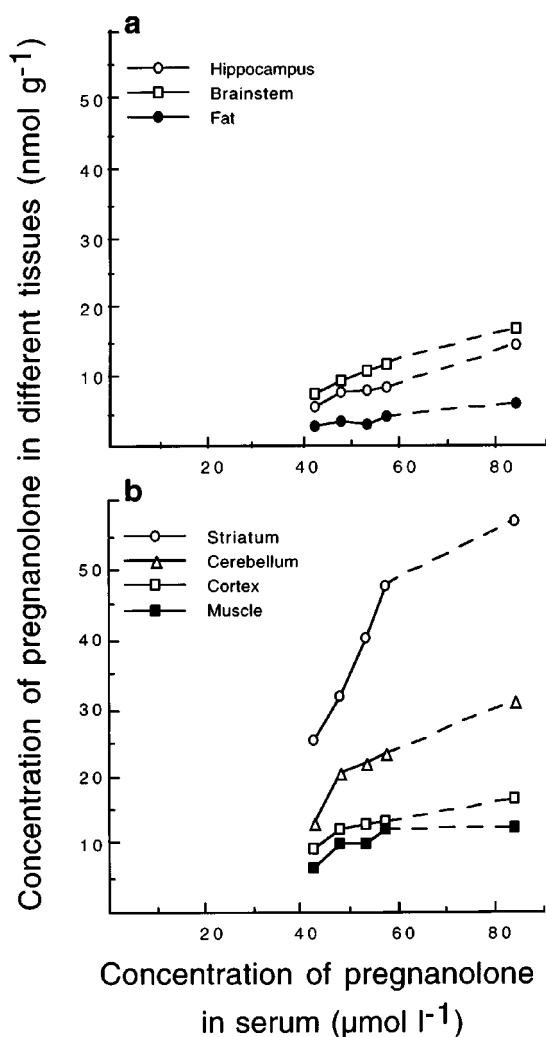 Concentration of pregnanolone in different tissues (nmol g-1)
a
Hippocampus
Brainstem
Fat
50
40
30
20
10
20
40
60
80
b
Striatum
Cerebellum
Cortex
Muscle
50
40
30
20
10
20
40
60
80
Concentration of pregnanolone
in serum (µmol l-1)